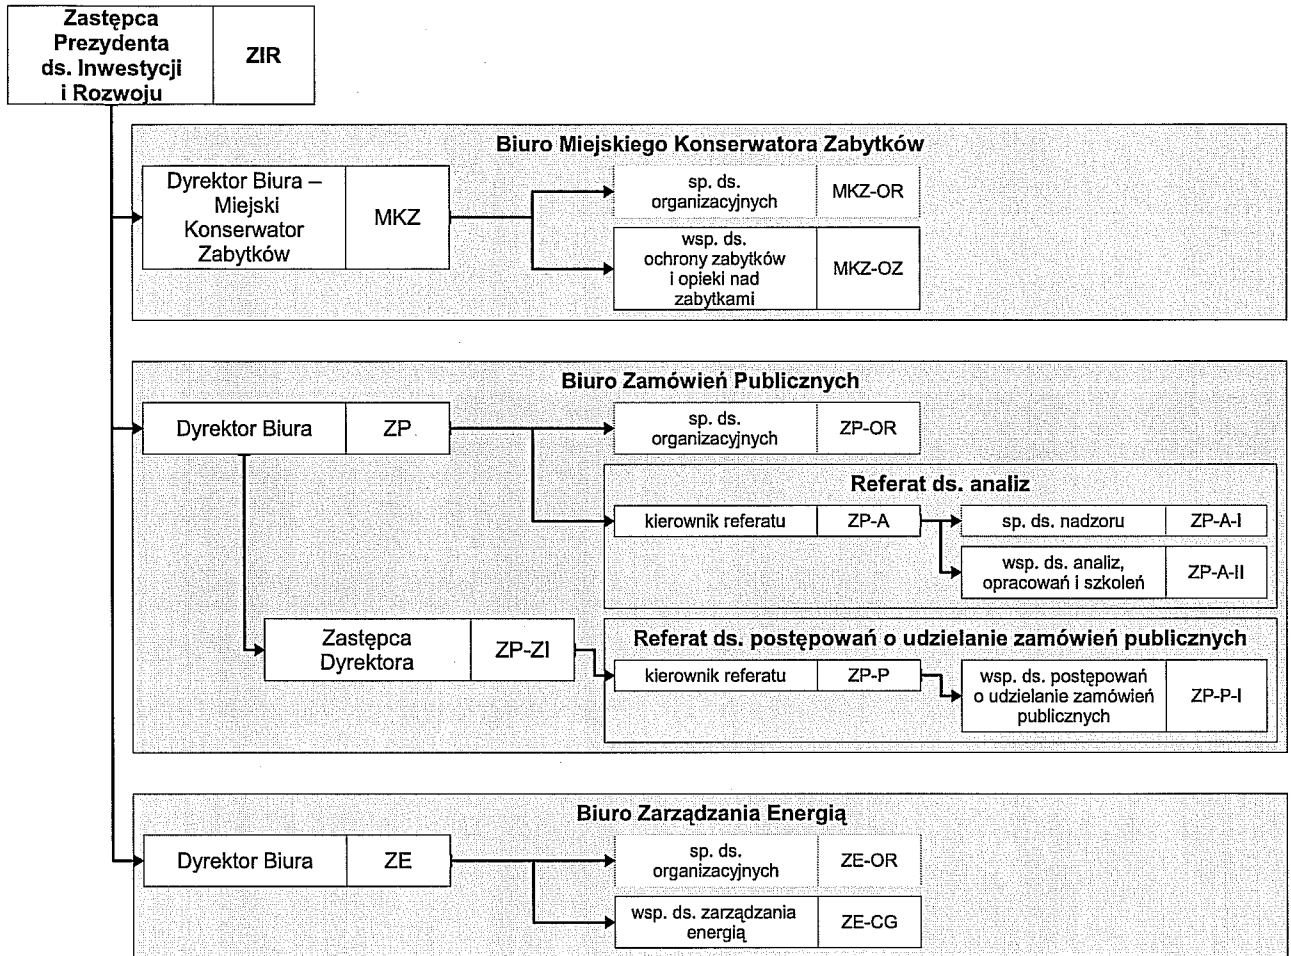 Zastępca
Prezydenta
ds. Inwestycji
i Rozwoju
ZIR
Biuro Miejskiego Konserwatora Zabytków
Dyrektor Biura –
Miejski
Konserwator
Zabytków
MKZ
sp. ds.
organizacyjnych
MKZ-OR
wsp. ds.
ochrony zabytków
i opieki nad
zabytkami
MKZ-OZ
Biuro Zamówień Publicznych
Dyrektor Biura
ZP
sp. ds.
organizacyjnych
ZP-OR
Referat ds. analiz
kierownik referatu
ZP-A
sp. ds. nadzoru
ZP-A-I
wsp. ds. analiz,
opracowań i szkoleń
ZP-A-II
Zastępca
Dyrektora
ZP-ZI
Referat ds. postępowań o udzielanie zamówień publicznych
kierownik referatu
ZP-P
wsp. ds. postępowań
o udzielanie zamówień
publicznych
ZP-P-I
Biuro Zarządzania Energią
Dyrektor Biura
ZE
sp. ds.
organizacyjnych
ZE-OR
wsp. ds. zarządzania
energią
ZE-CG